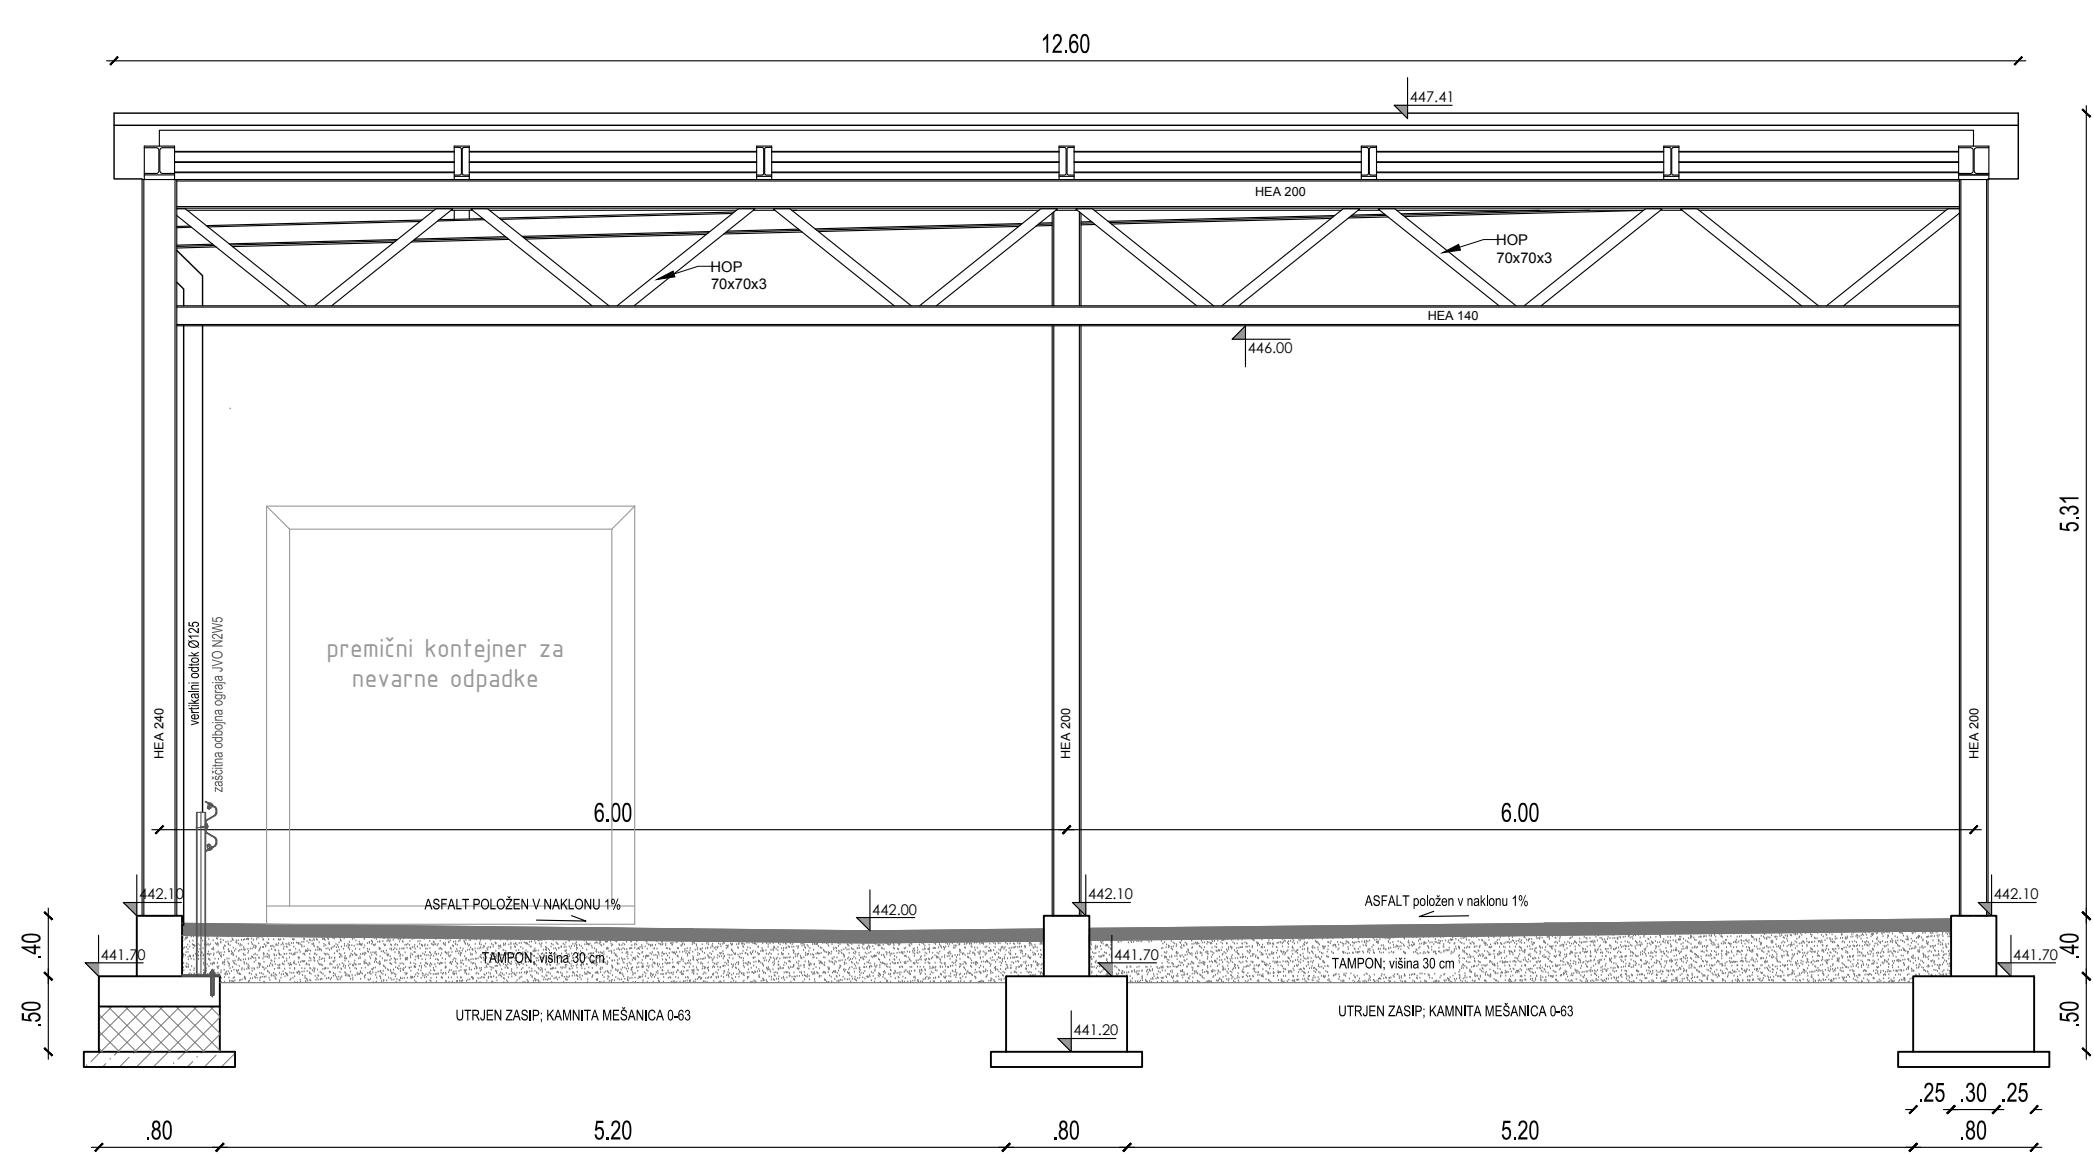 12.60
447.41
HEA 200
HOP
70x70x3
HOP
70x70x3
HEA 140
446.00
5.31
premični kontejner za
nevarne odpadke
HEA 240
vertikalni odtok Ø125
zaščitna odbojna ograja JVO N2W5
HEA 200
HEA 200
6.00
6.00
442.10
ASFALT POLOŽEN V NAKLONU 1%
442.00
442.10
ASFALT položen v naklonu 1%
442.10
.40
441.70
TAMPON; višina 30 cm
441.70
TAMPON; višina 30 cm
441.70
.40
.50
UTRJEN ZASIP; KAMNITA MEŠANICA 0-63
441.20
UTRJEN ZASIP; KAMNITA MEŠANICA 0-63
.50
.25 .30 .25
.80
5.20
.80
5.20
.80